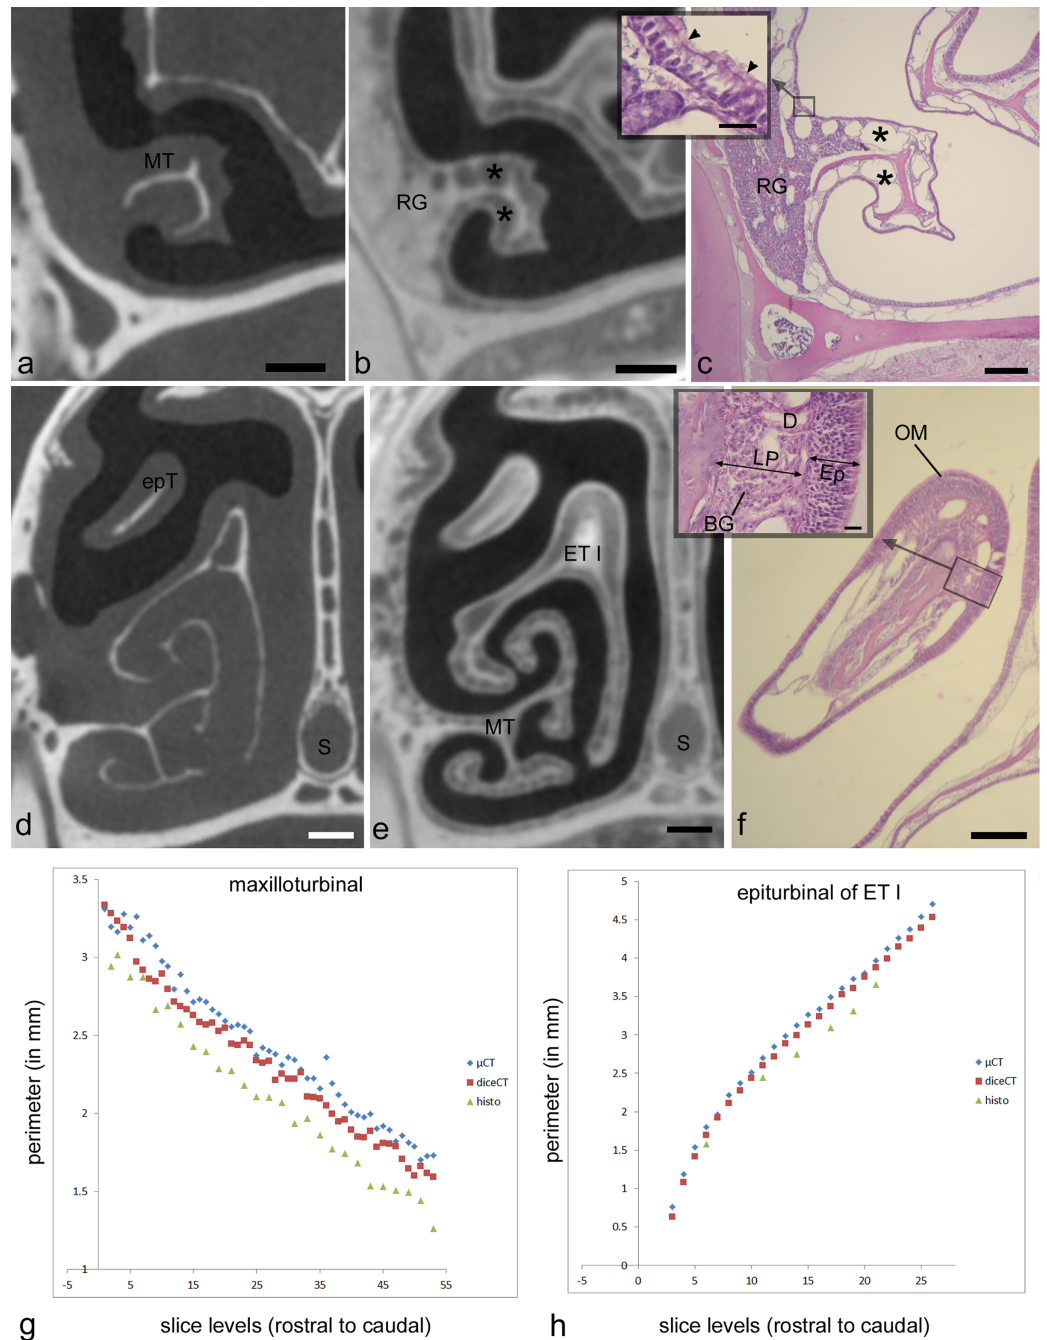 MT
a
RG
*
*
b
RG
*
*
c
epT
S
d
ET I
MT
S
e
D
LP
Ep
BG
OM
f
maxilloturbinal
3.5
3
2.5
2
1.5
1
-5
5
15
25
35
45
55
perimeter (in mm)
µCT
diceCT
histo
g
slice levels (rostral to caudal)
epiturbinal of ET I
5
4.5
4
3.5
3
2.5
2
1.5
1
0.5
0
-5
0
5
10
15
20
25
perimeter (in mm)
µCT
diceCT
histo
h
slice levels (rostral to caudal)